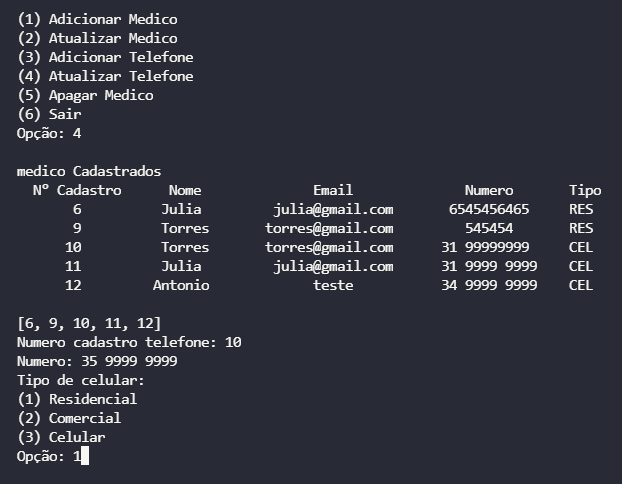 (1) Adicionar Medico
(2) Atualizar Medico
(3) Adicionar Telefone
(4) Atualizar Telefone
(5) Apagar Medico
(6) Sair
Opção: 4
medico Cadastrados
Nº Cadastro Nome Email Numero Tipo
6 Julia julia@gmail.com 6545456465 RES
9 Torres torres@gmail.com 545454 RES
10 Torres torres@gmail.com 31 99999999 CEL
11 Julia julia@gmail.com 31 9999 9999 CEL
12 Antonio teste 34 9999 9999 CEL
[6, 9, 10, 11, 12]
Numero cadastro telefone: 10
Numero: 35 9999 9999
Tipo de celular:
(1) Residencial
(2) Comercial
(3) Celular
Opção: 1